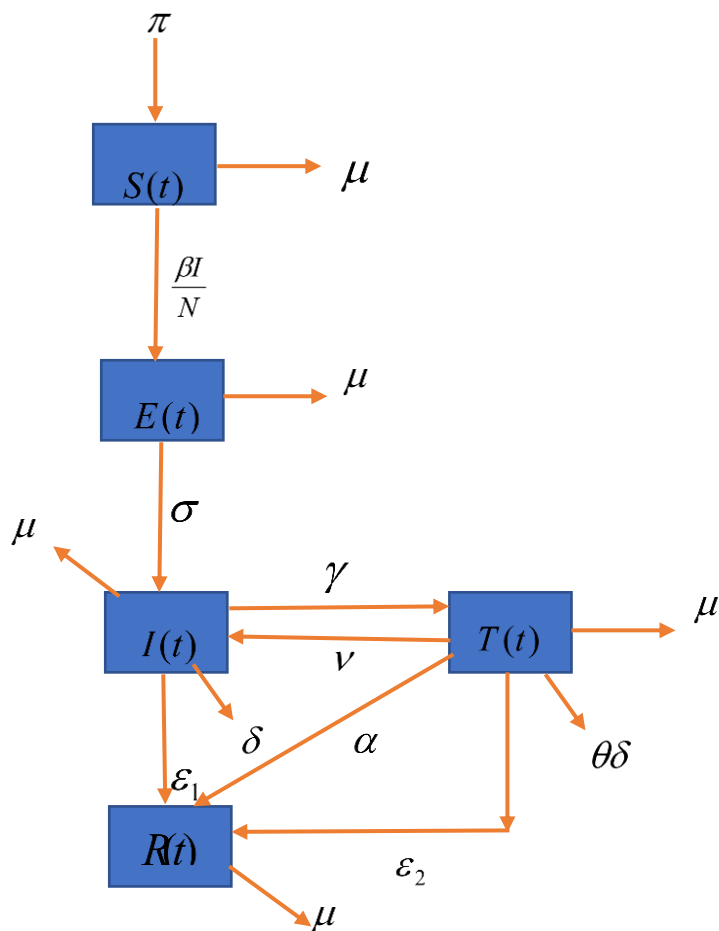 π
S(t)
μ
βI
N
E(t)
μ
σ
μ
γ
I(t)
T(t)
μ
ν
δ
α
θδ
ε1
R(t)
ε2
μ